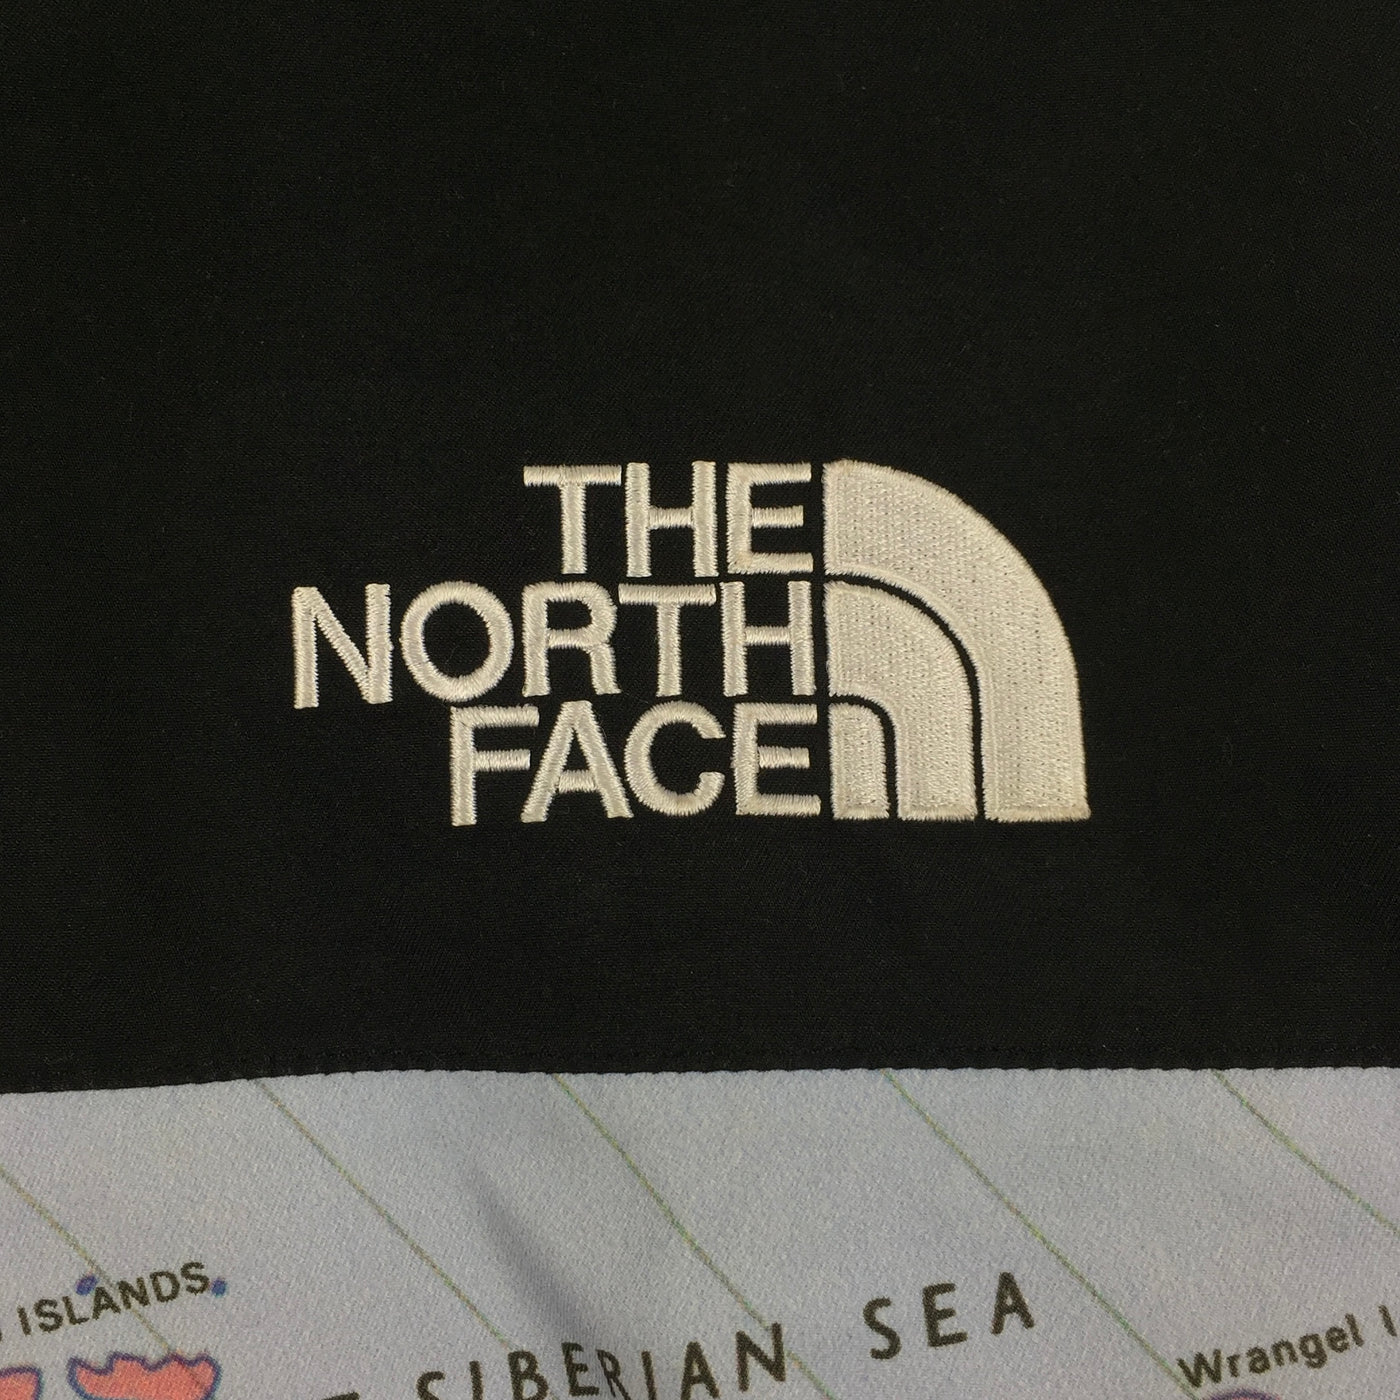 THE
NORTH
FACE
ISLANDS
SIBERIAN SEA
Wrangel